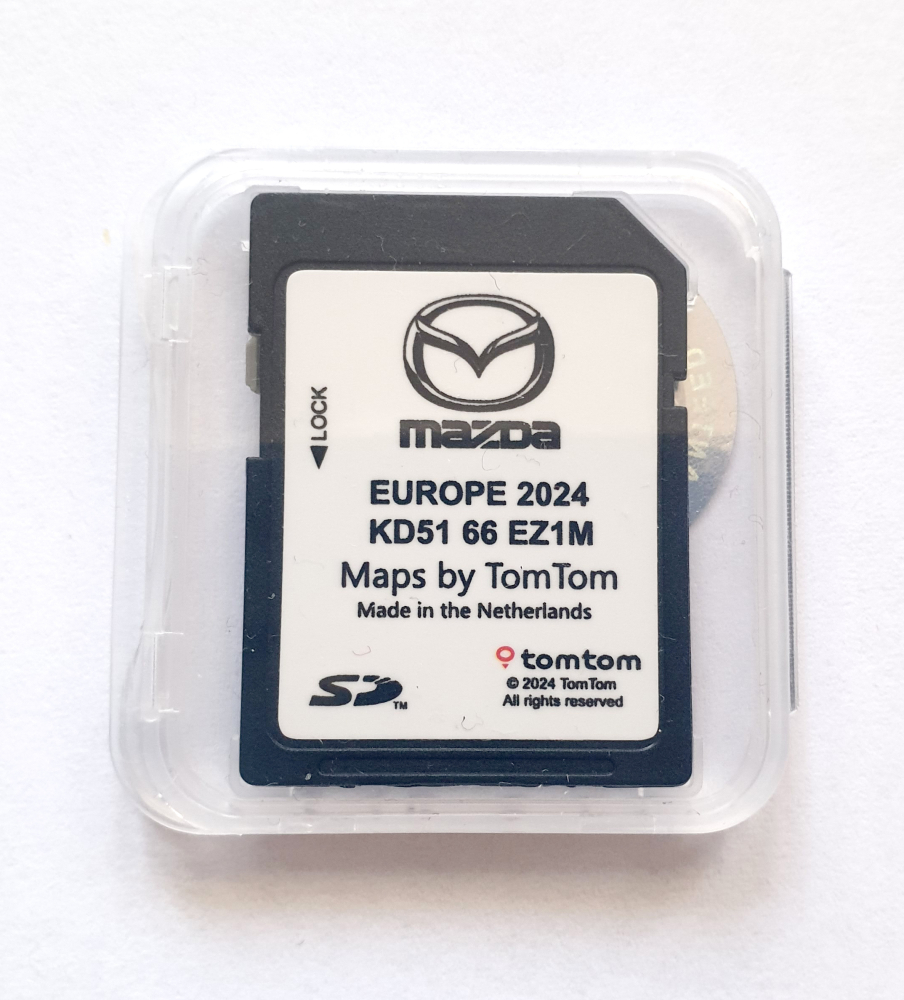 LOCK
mazda
EUROPE 2024
KD51 66 EZ1M
Maps by TomTom
Made in the Netherlands
tomtom
© 2024 TomTom
All rights reserved
SD™